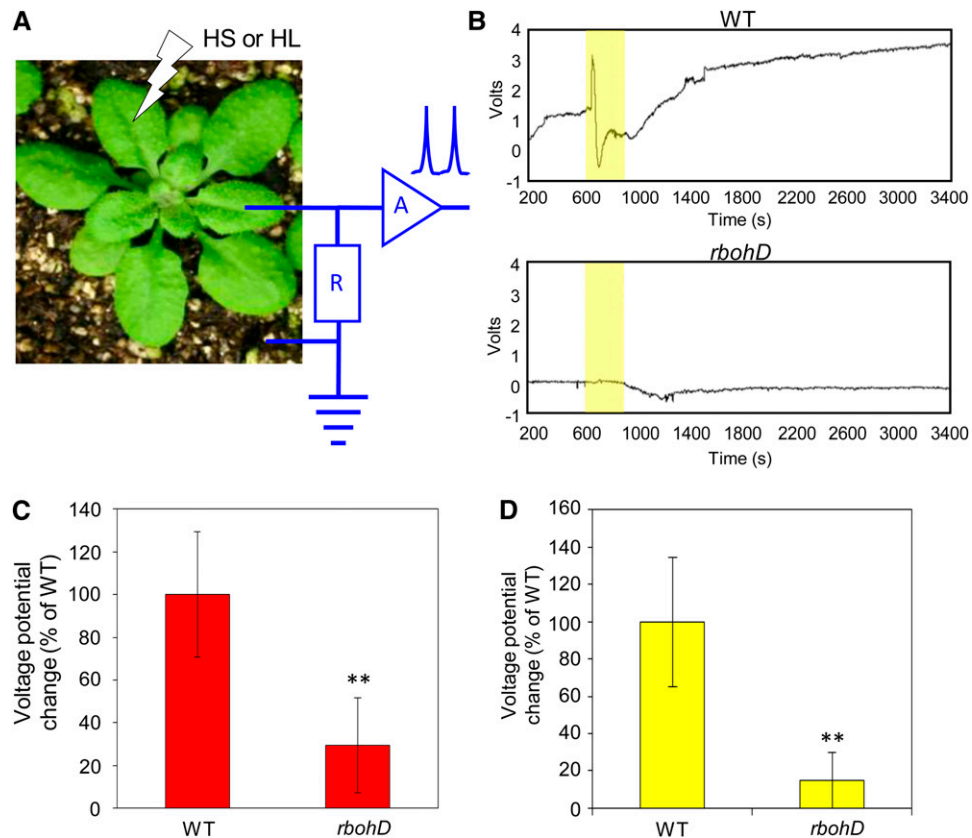 A
HS or HL
A
R
B
WT
Volts
4
3
2
1
0
-1
200 600 1000 1400 1800 2200 2600 3000 3400
Time (s)
rbohD
Volts
4
3
2
1
0
-1
200 600 1000 1400 1800 2200 2600 3000 3400
Time (s)
C
Voltage potential
change (% of WT)
140
120
100
80
60
40
20
0
**
WT rbohD
D
Voltage potential
change (% of WT)
160
140
120
100
80
60
40
20
0
**
WT rbohD